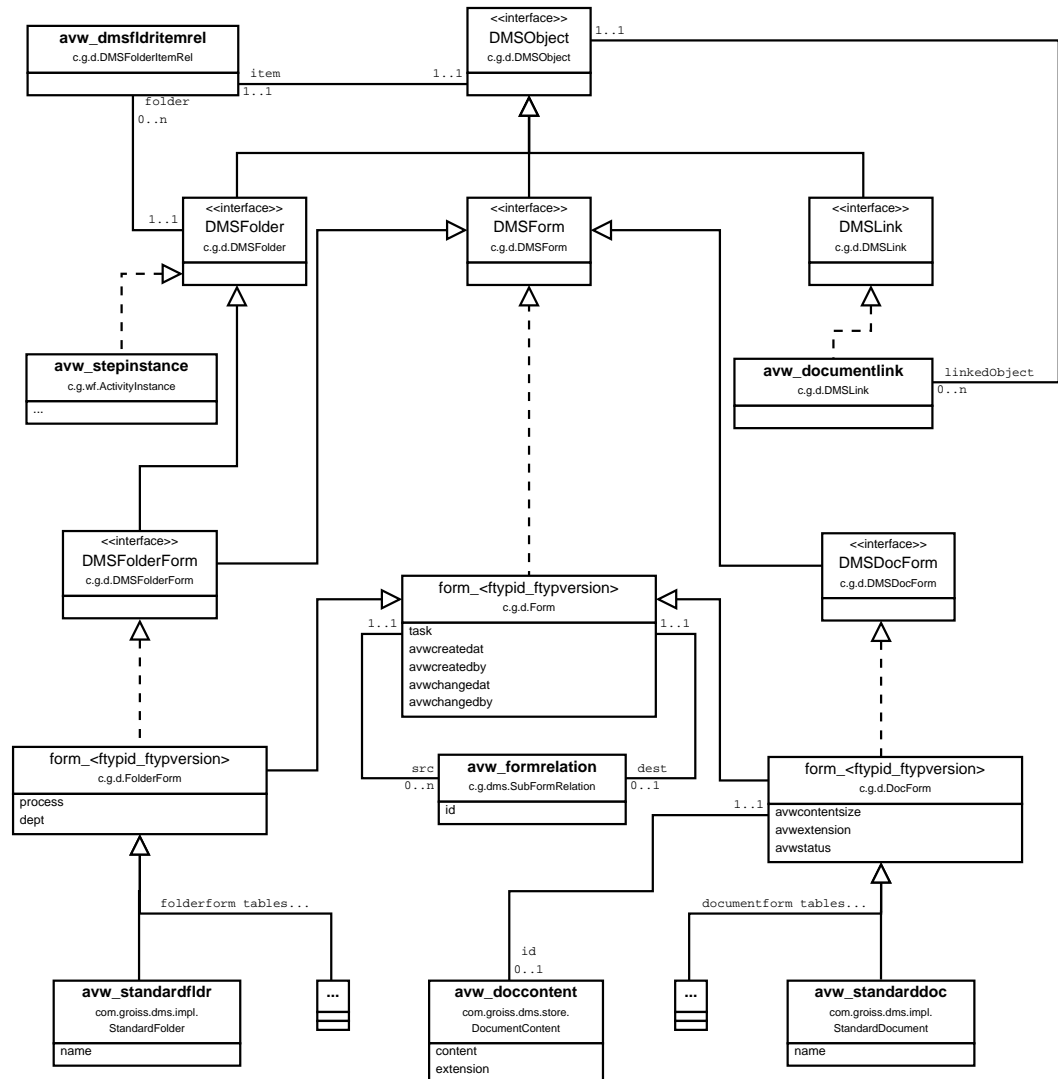 <<interface>>
DMSObject
c.g.d.DMSObject
1..1
avw_dmsfldritemrel
c.g.d.DMSFolderItemRel
item
1..1
1..1
folder
0..n
<<interface>>
DMSFolder
c.g.d.DMSFolder
1..1
<<interface>>
DMSForm
c.g.d.DMSForm
<<interface>>
DMSLink
c.g.d.DMSLink
avw_stepinstance
c.g.wf.ActivityInstance
...
avw_documentlink
c.g.d.DMSLink
linkedObject
0..n
<<interface>>
DMSFolderForm
c.g.d.DMSFolderForm
<<interface>>
DMSDocForm
c.g.d.DMSDocForm
form_<ftypid_ftypversion>
c.g.d.Form
1..1
1..1
task
avwcreatedat
avwcreatedby
avwchangedat
avwchangedby
form_<ftypid_ftypversion>
c.g.d.FolderForm
process
dept
src
0..n
avw_formrelation
c.g.dms.SubFormRelation
id
dest
0..1
form_<ftypid_ftypversion>
c.g.d.DocForm
1..1
avwcontentsize
avwextension
avwstatus
folderform tables...
documentform tables...
id
0..1
avw_standardfldr
com.groiss.dms.impl.
StandardFolder
name
...
avw_doccontent
com.groiss.dms.store.
DocumentContent
content
extension
...
avw_standarddoc
com.groiss.dms.impl.
StandardDocument
name